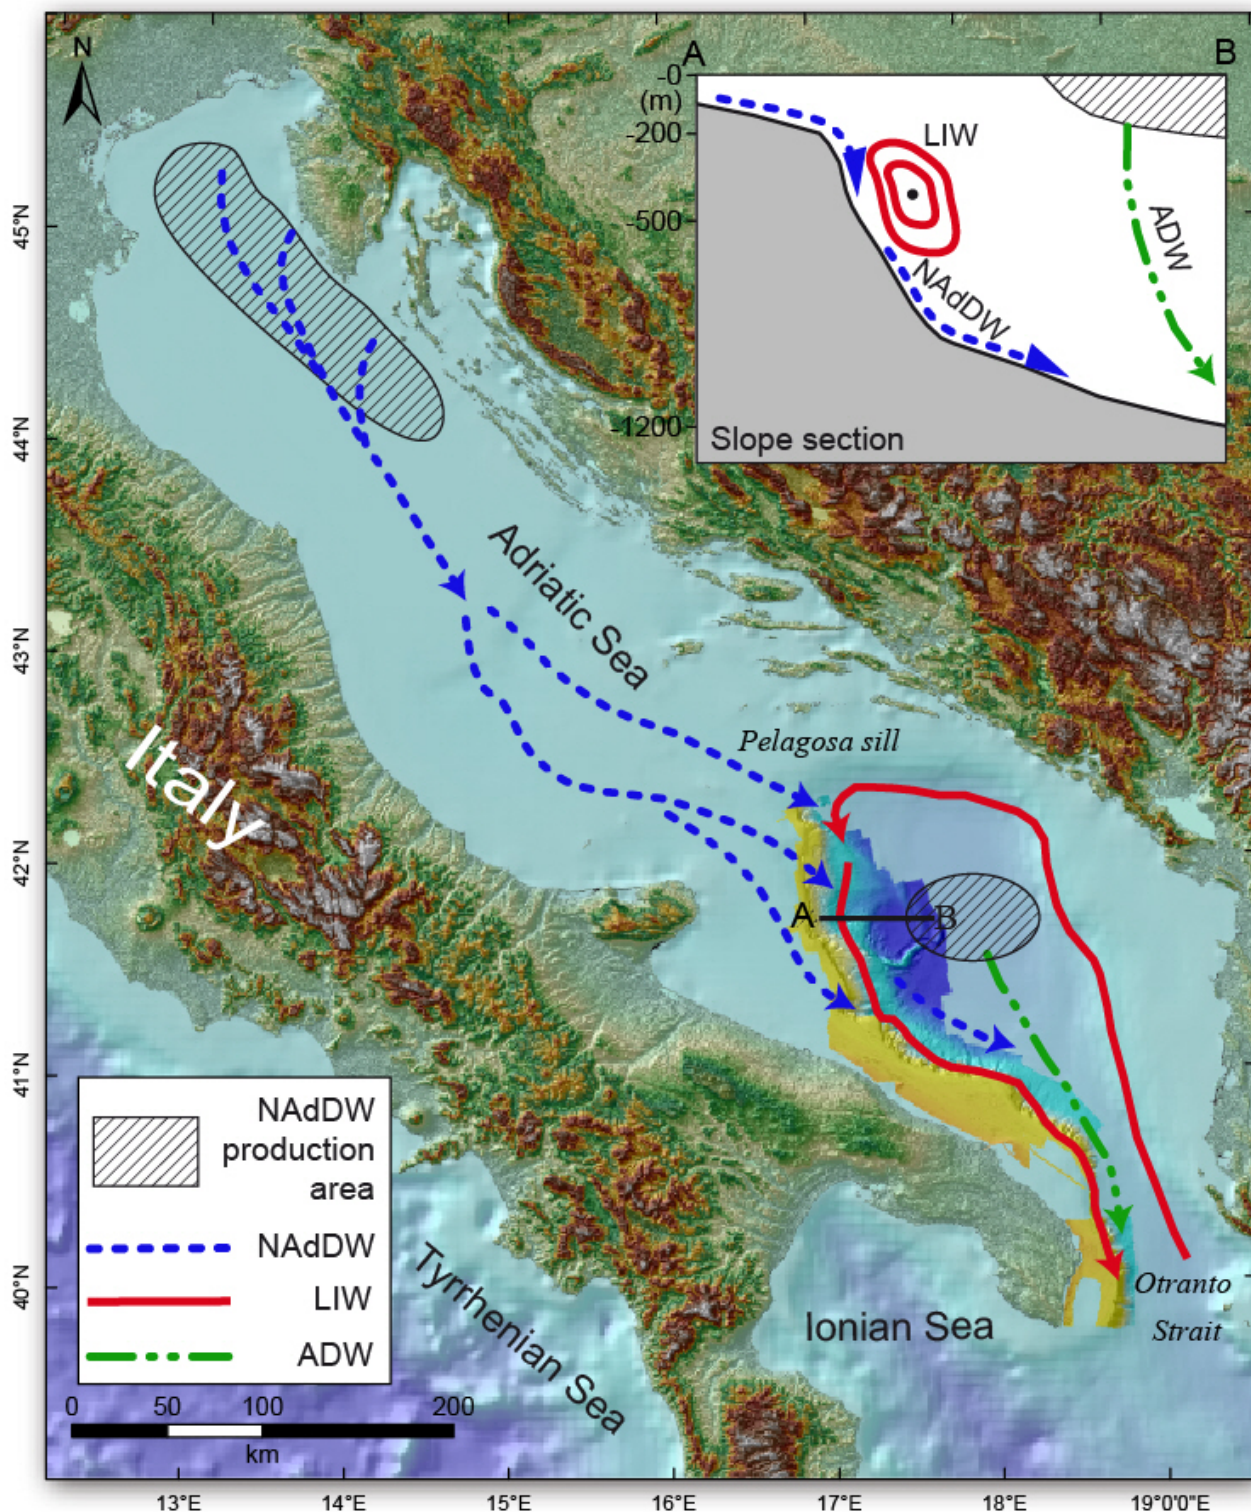 N
A
B
-0
(m)
-200
-500
-1200
LIW
NAdDW
ADW
Slope section
45°N
44°N
43°N
42°N
41°N
40°N
Adriatic Sea
Italy
Pelagosa sill
A
B
NAdDW
production
area
NAdDW
LIW
ADW
0 50 100 200
km
Tyrrhenian Sea
Ionian Sea
Otranto
Strait
13°E 14°E 15°E 16°E 17°E 18°E 19°0'0"E